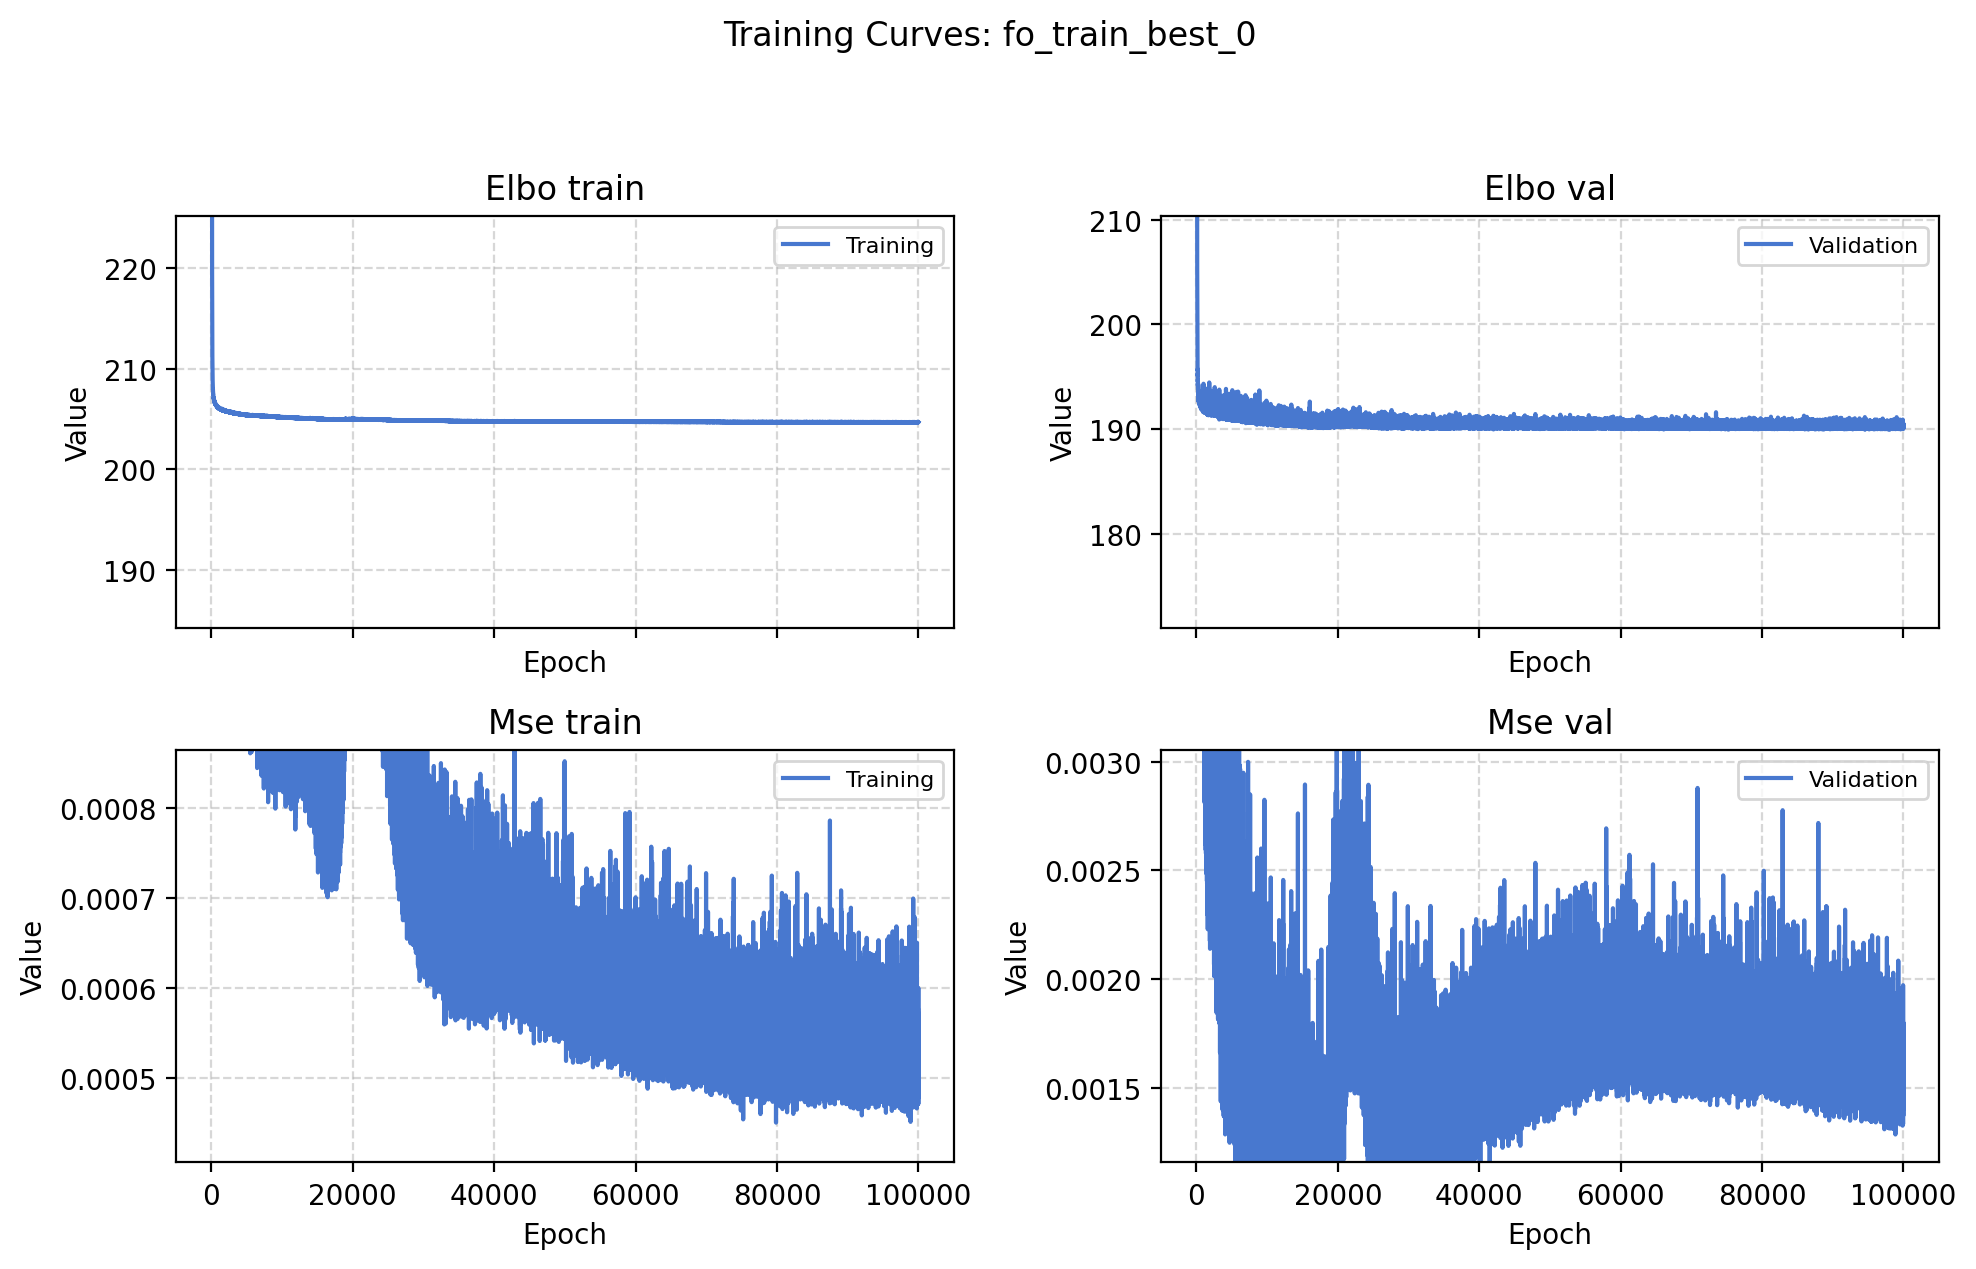 Training Curves: fo_train_best_0
Elbo train
Training
220
210
200
190
Value
Epoch
Elbo val
Validation
210
200
190
180
Value
Epoch
Mse train
Training
0.0008
0.0007
0.0006
0.0005
Value
0 20000 40000 60000 80000 100000
Epoch
Mse val
Validation
0.0030
0.0025
0.0020
0.0015
Value
0 20000 40000 60000 80000 100000
Epoch